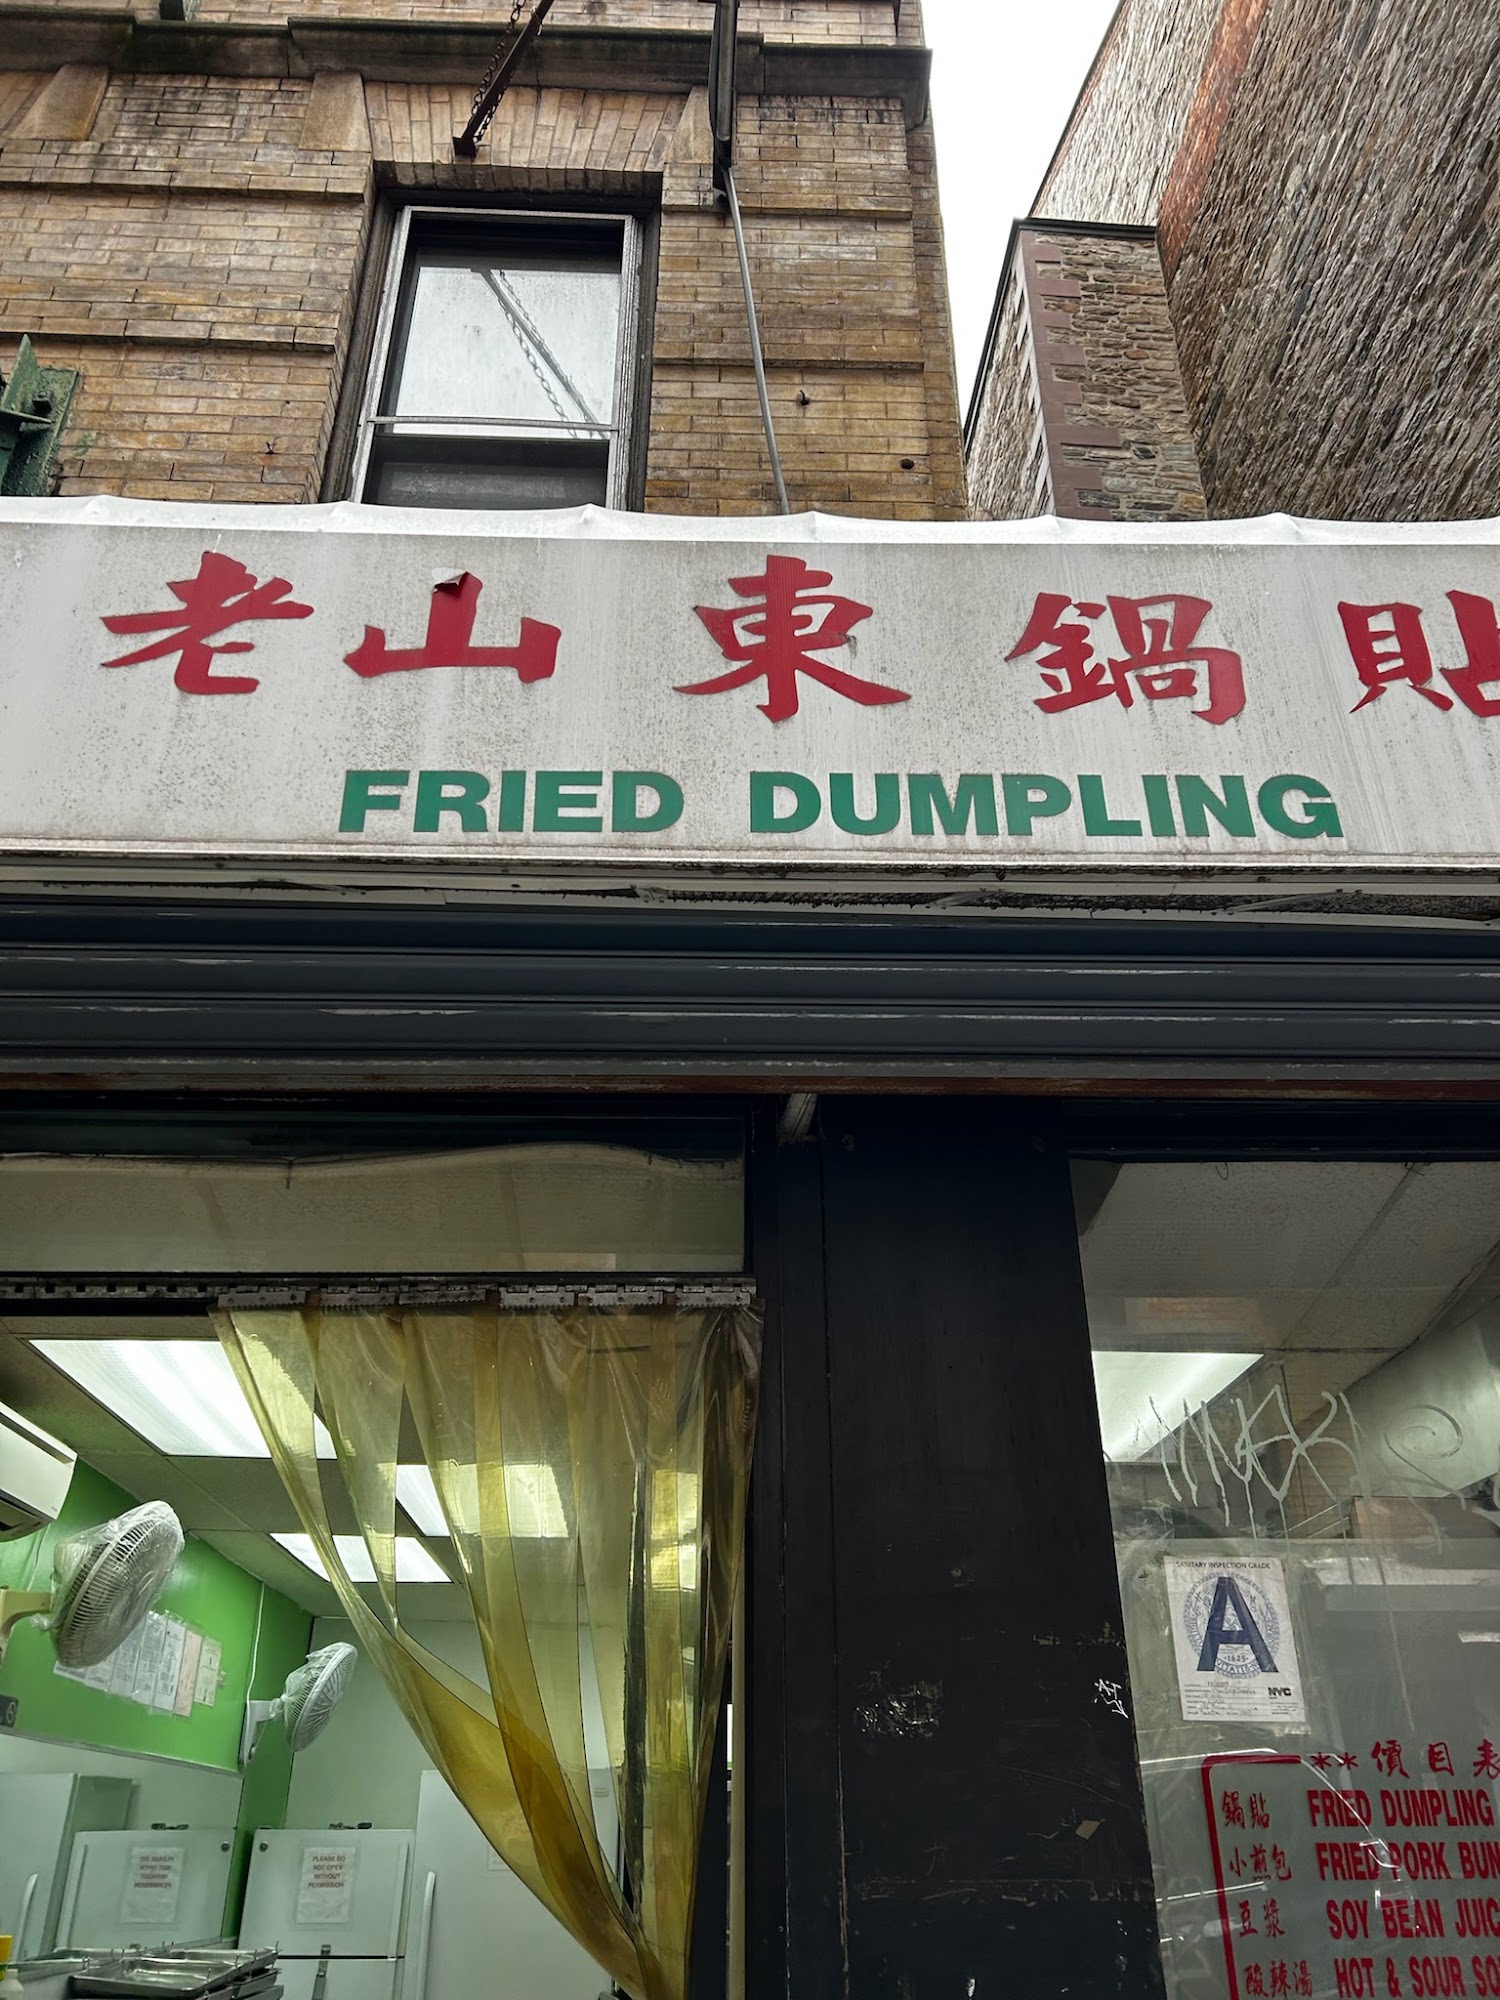 老山東鍋貼
FRIED DUMPLING
SANITARY INSPECTION GRADE
A
1625
NYC
**價目表
鍋貼 FRIED DUMPLING
小煎包 FRIED PORK BUN
豆漿 SOY BEAN JUIC
酸辣湯 HOT & SOUR SO
PLEASE DO
NOT OPEN
WITHOUT
PERMISSION